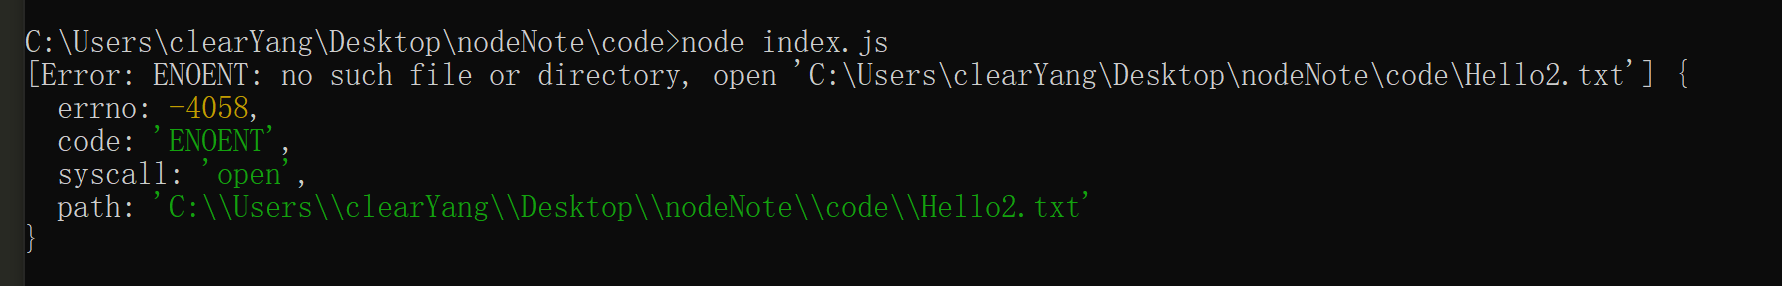 C:\Users\clearYang\Desktop\nodeNote\code>node index.js
[Error: ENOENT: no such file or directory, open 'C:\Users\clearYang\Desktop\nodeNote\code\Hello2.txt'] {
  errno: -4058,
  code: 'ENOENT',
  syscall: 'open',
  path: 'C:\\Users\\clearYang\\Desktop\\nodeNote\\code\\Hello2.txt'
}